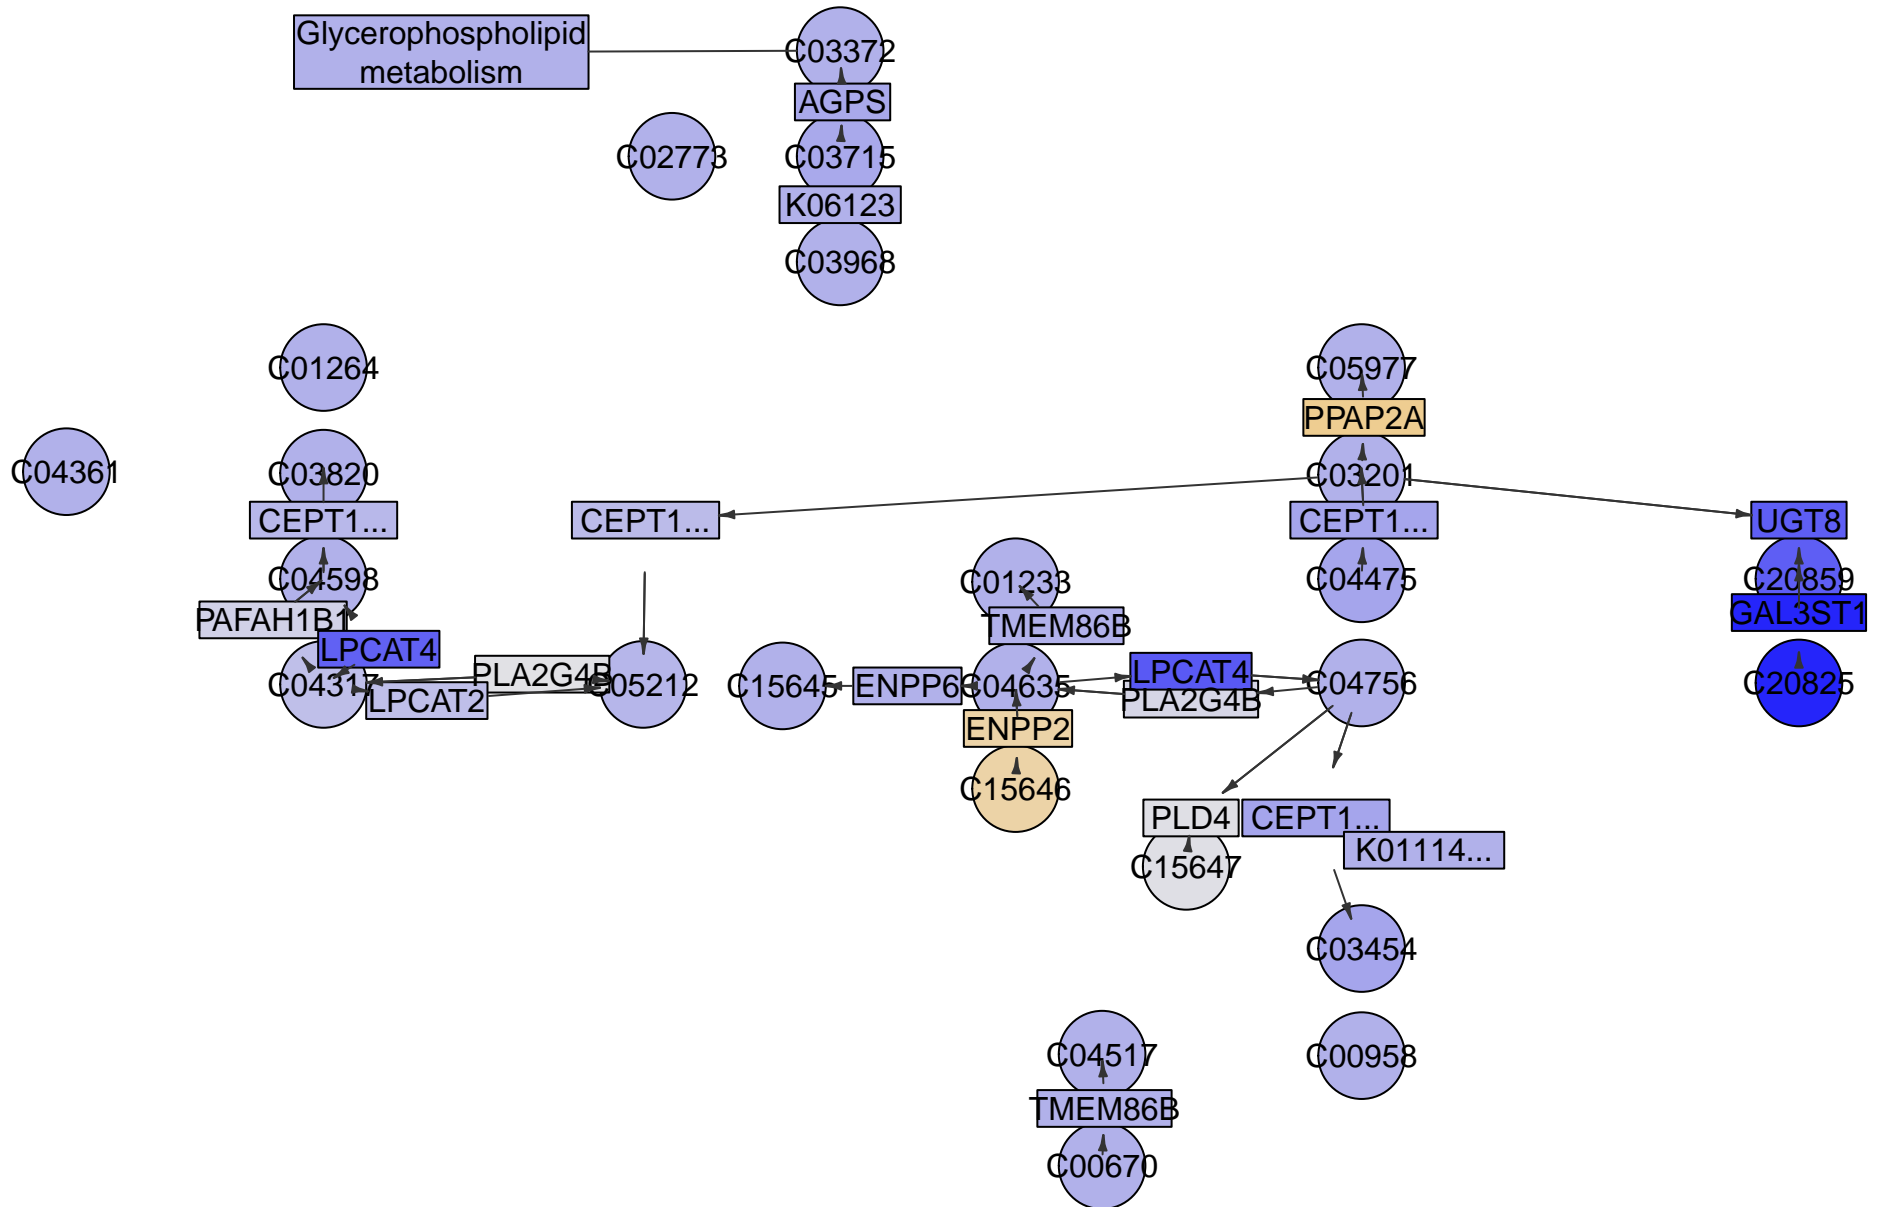 Glycerophospholipid
metabolism
C03372
AGPS
C02773
C03715
K06123
C03968
C01264
C05977
PPAP2A
C04361
C03820
C03201
CEPT1...
CEPT1...
CEPT1...
UGT8
C04598
C01233
C04475
C20859
PAFAH1B1
TMEM86B
GAL3ST1
LPCAT4
PLA2G4B
LPCAT4
C04317
LPCAT2
C05212
C15645
ENPP6
C04635
PLA2G4B
C04756
C20825
ENPP2
C15646
PLD4
CEPT1...
K01114...
C15647
C03454
C04517
C00958
TMEM86B
C00670